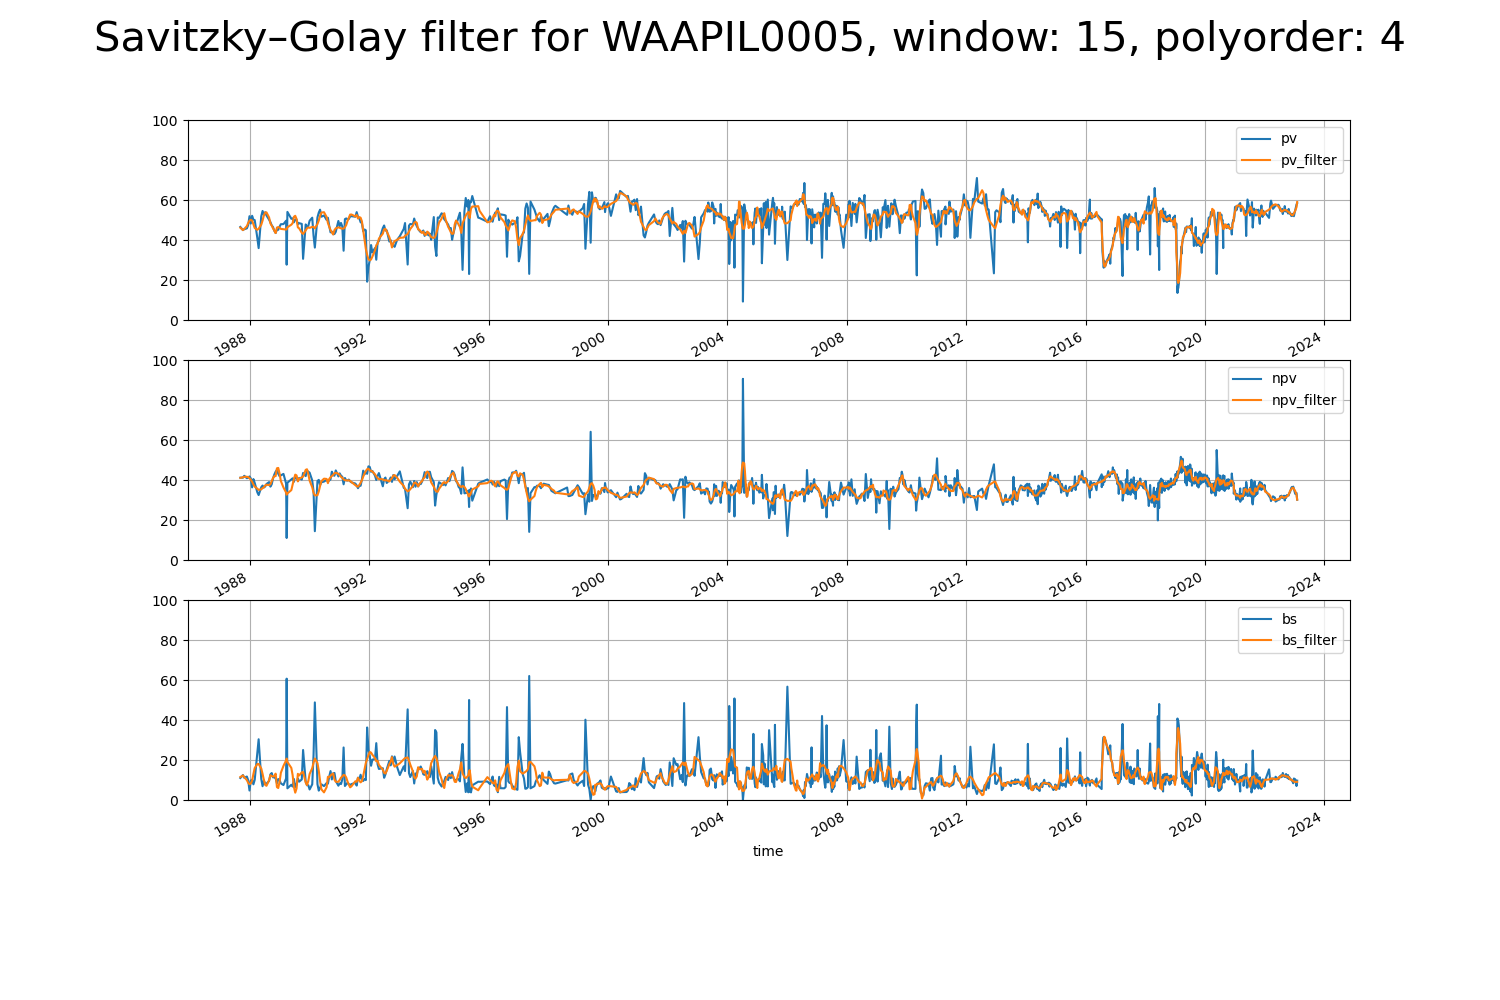 Savitzky–Golay filter for WAAPIL0005, window: 15, polyorder: 4
100
80
60
40
20
0
pv
pv_filter
1988 1992 1996 2000 2004 2008 2012 2016 2020 2024
100
80
60
40
20
0
npv
npv_filter
1988 1992 1996 2000 2004 2008 2012 2016 2020 2024
100
80
60
40
20
0
bs
bs_filter
1988 1992 1996 2000 2004 2008 2012 2016 2020 2024
time